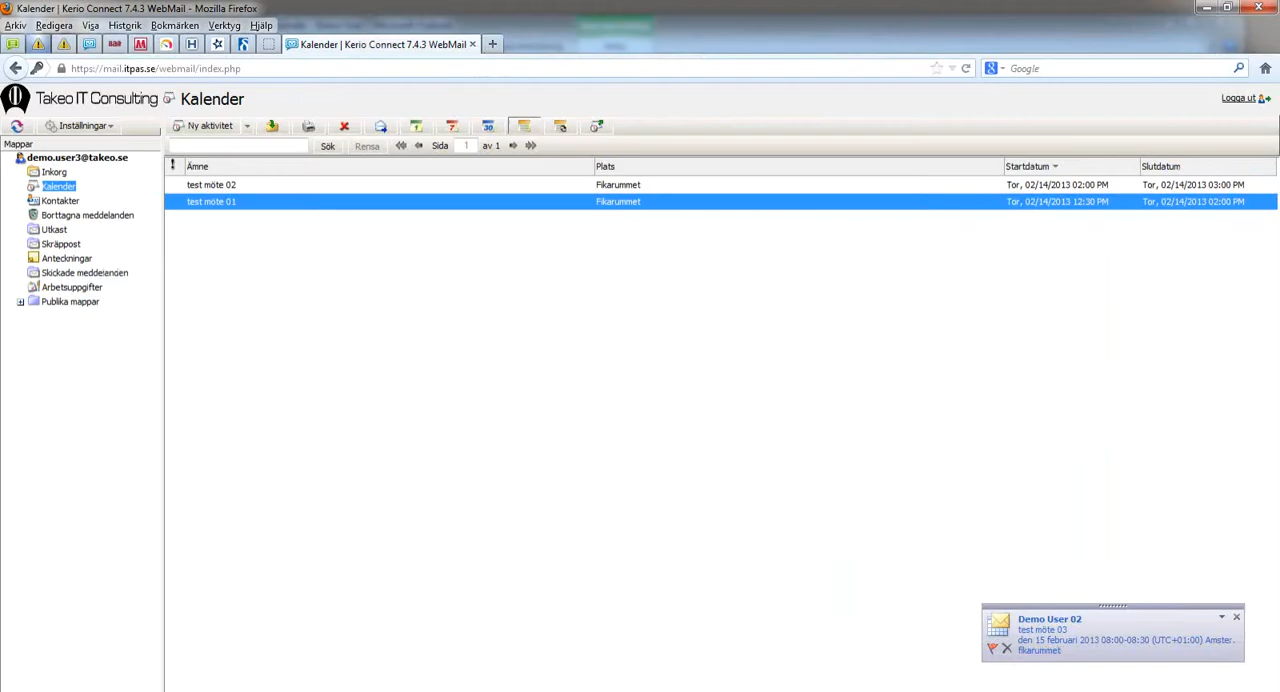 Kalender | Kerio Connect 7.4.3 WebMail - Mozilla Firefox
Arkiv Redigera Visa Historik Bokmärken Verktyg Hjälp
Kalender | Kerio Connect 7.4.3 WebMail
https://mail.itpas.se/webmail/index.php
Google
Takeo IT Consulting Kalender
Logga ut
Inställningar
Ny aktivitet
Mappar
Sök Rensa Sida 1 av 1
demo.user3@takeo.se
Inkorg
Kalender
Kontakter
Borttagna meddelanden
Utkast
Skräppost
Anteckningar
Skickade meddelanden
Arbetsuppgifter
Publika mappar
! Ämne Plats Startdatum Slutdatum
test möte 02 Fikarummet Tor, 02/14/2013 02:00 PM Tor, 02/14/2013 03:00 PM
test möte 01 Fikarummet Tor, 02/14/2013 12:30 PM Tor, 02/14/2013 02:00 PM
Demo User 02
test möte 03
den 15 februari 2013 08:00-08:30 (UTC+01:00) Amster.
fikarummet